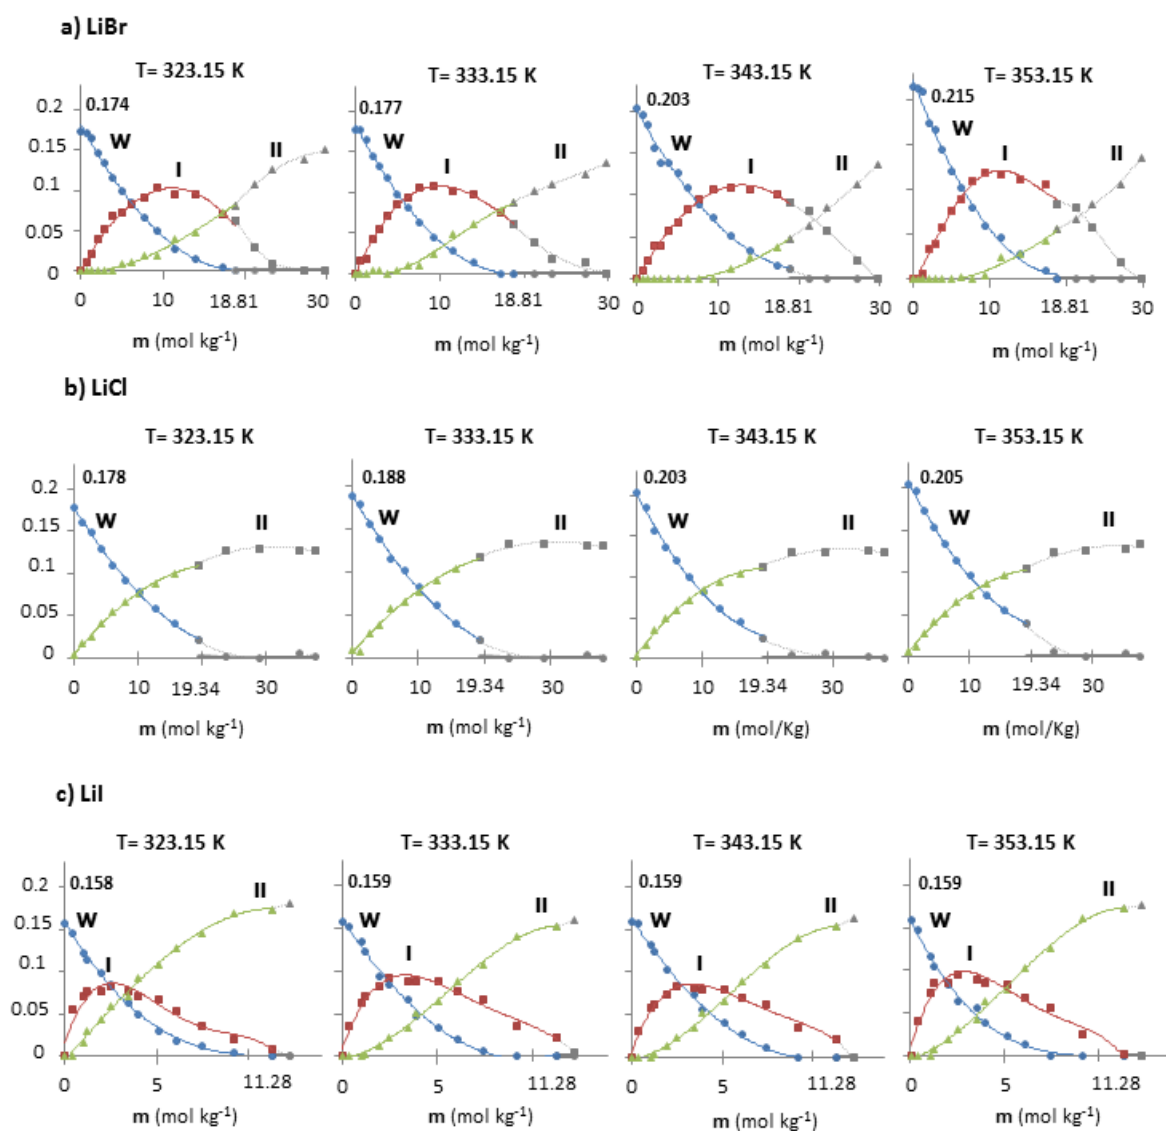 a) LiBr
T= 323.15 K T= 333.15 K T= 343.15 K T= 353.15 K
0.2 0.174 0.177 0.203 0.215
W I II W I II W I II W I II
0.15
0.1
0.05
0
0 10 18.81 30 0 10 18.81 30 0 10 18.81 30 0 10 18.81 30
m (mol kg-1) m (mol kg-1) m (mol kg-1) m (mol kg-1)
b) LiCl
T= 323.15 K T= 333.15 K T= 343.15 K T= 353.15 K
0.2 0.178 0.188 0.203 0.205
W II W II W II W II
0.15
0.1
0.05
0
0 10 19.34 30 0 10 19.34 30 0 10 19.34 30 0 10 19.34 30
m (mol kg-1) m (mol kg-1) m (mol/Kg) m (mol/Kg)
c) LiI
T= 323.15 K T= 333.15 K T= 343.15 K T= 353.15 K
0.2 0.158 0.159 0.159 0.159
W I II W I II W I II W I II
0.15
0.1
0.05
0
0 5 11.28 0 5 11.28 0 5 11.28 0 5 11.28
m (mol kg-1) m (mol kg-1) m (mol kg-1) m (mol kg-1)